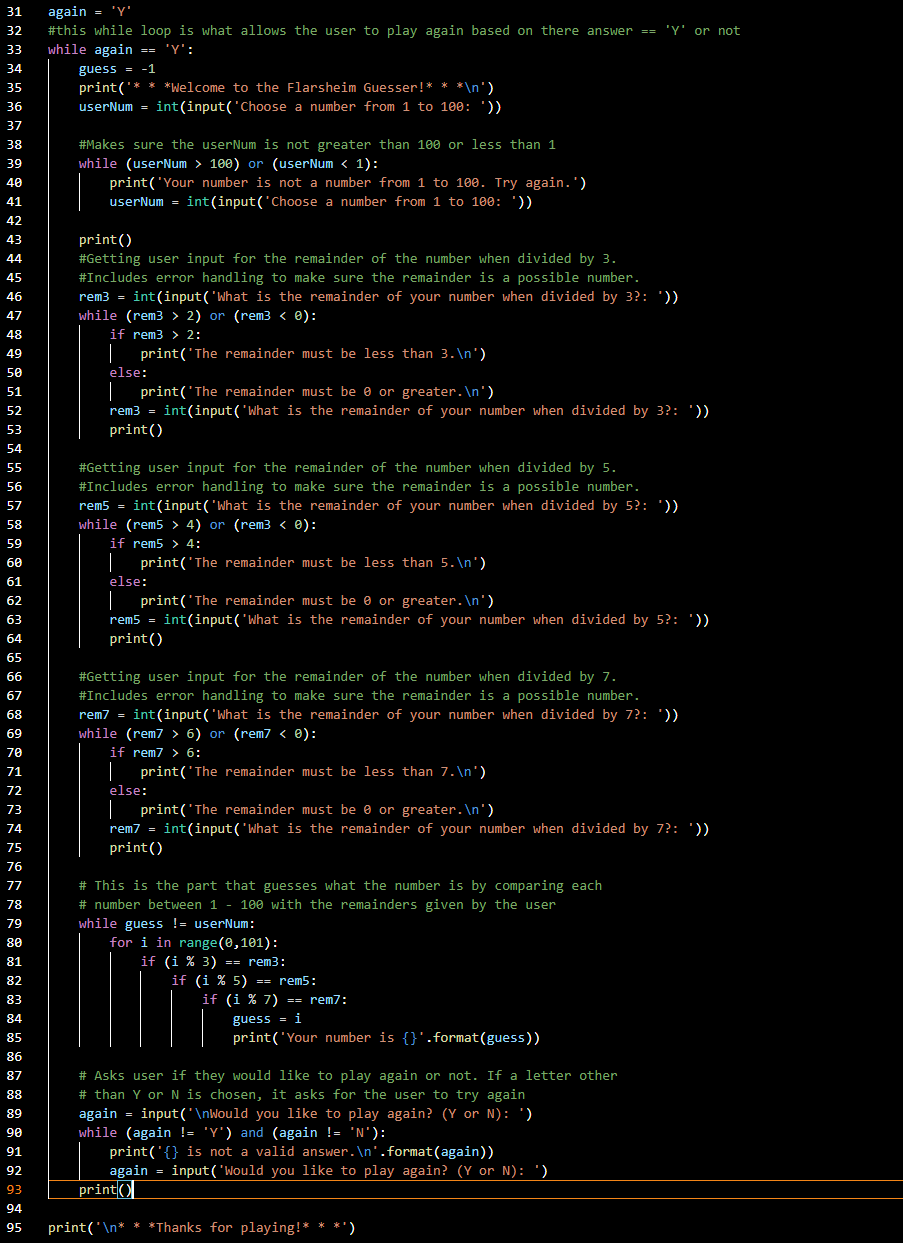 31 again = 'Y'
32 #this while loop is what allows the user to play again based on there answer == 'Y' or not
33 while again == 'Y':
34     guess = -1
35     print('* * *Welcome to the Flarsheim Guesser!* * *\n')
36     userNum = int(input('Choose a number from 1 to 100: '))
37
38     #Makes sure the userNum is not greater than 100 or less than 1
39     while (userNum > 100) or (userNum < 1):
40         print('Your number is not a number from 1 to 100. Try again.')
41         userNum = int(input('Choose a number from 1 to 100: '))
42
43     print()
44     #Getting user input for the remainder of the number when divided by 3.
45     #Includes error handling to make sure the remainder is a possible number.
46     rem3 = int(input('What is the remainder of your number when divided by 3?: '))
47     while (rem3 > 2) or (rem3 < 0):
48         if rem3 > 2:
49             print('The remainder must be less than 3.\n')
50         else:
51             print('The remainder must be 0 or greater.\n')
52         rem3 = int(input('What is the remainder of your number when divided by 3?: '))
53         print()
54
55     #Getting user input for the remainder of the number when divided by 5.
56     #Includes error handling to make sure the remainder is a possible number.
57     rem5 = int(input('What is the remainder of your number when divided by 5?: '))
58     while (rem5 > 4) or (rem3 < 0):
59         if rem5 > 4:
60             print('The remainder must be less than 5.\n')
61         else:
62             print('The remainder must be 0 or greater.\n')
63         rem5 = int(input('What is the remainder of your number when divided by 5?: '))
64         print()
65
66     #Getting user input for the remainder of the number when divided by 7.
67     #Includes error handling to make sure the remainder is a possible number.
68     rem7 = int(input('What is the remainder of your number when divided by 7?: '))
69     while (rem7 > 6) or (rem7 < 0):
70         if rem7 > 6:
71             print('The remainder must be less than 7.\n')
72         else:
73             print('The remainder must be 0 or greater.\n')
74         rem7 = int(input('What is the remainder of your number when divided by 7?: '))
75         print()
76
77     # This is the part that guesses what the number is by comparing each
78     # number between 1 - 100 with the remainders given by the user
79     while guess != userNum:
80         for i in range(0,101):
81             if (i % 3) == rem3:
82                 if (i % 5) == rem5:
83                     if (i % 7) == rem7:
84                         guess = i
85                         print('Your number is {}'.format(guess))
86
87     # Asks user if they would like to play again or not. If a letter other
88     # than Y or N is chosen, it asks for the user to try again
89     again = input('\nWould you like to play again? (Y or N): ')
90     while (again != 'Y') and (again != 'N'):
91         print('{} is not a valid answer.\n'.format(again))
92         again = input('Would you like to play again? (Y or N): ')
93     print()
94
95 print('\n* * *Thanks for playing!* * *')